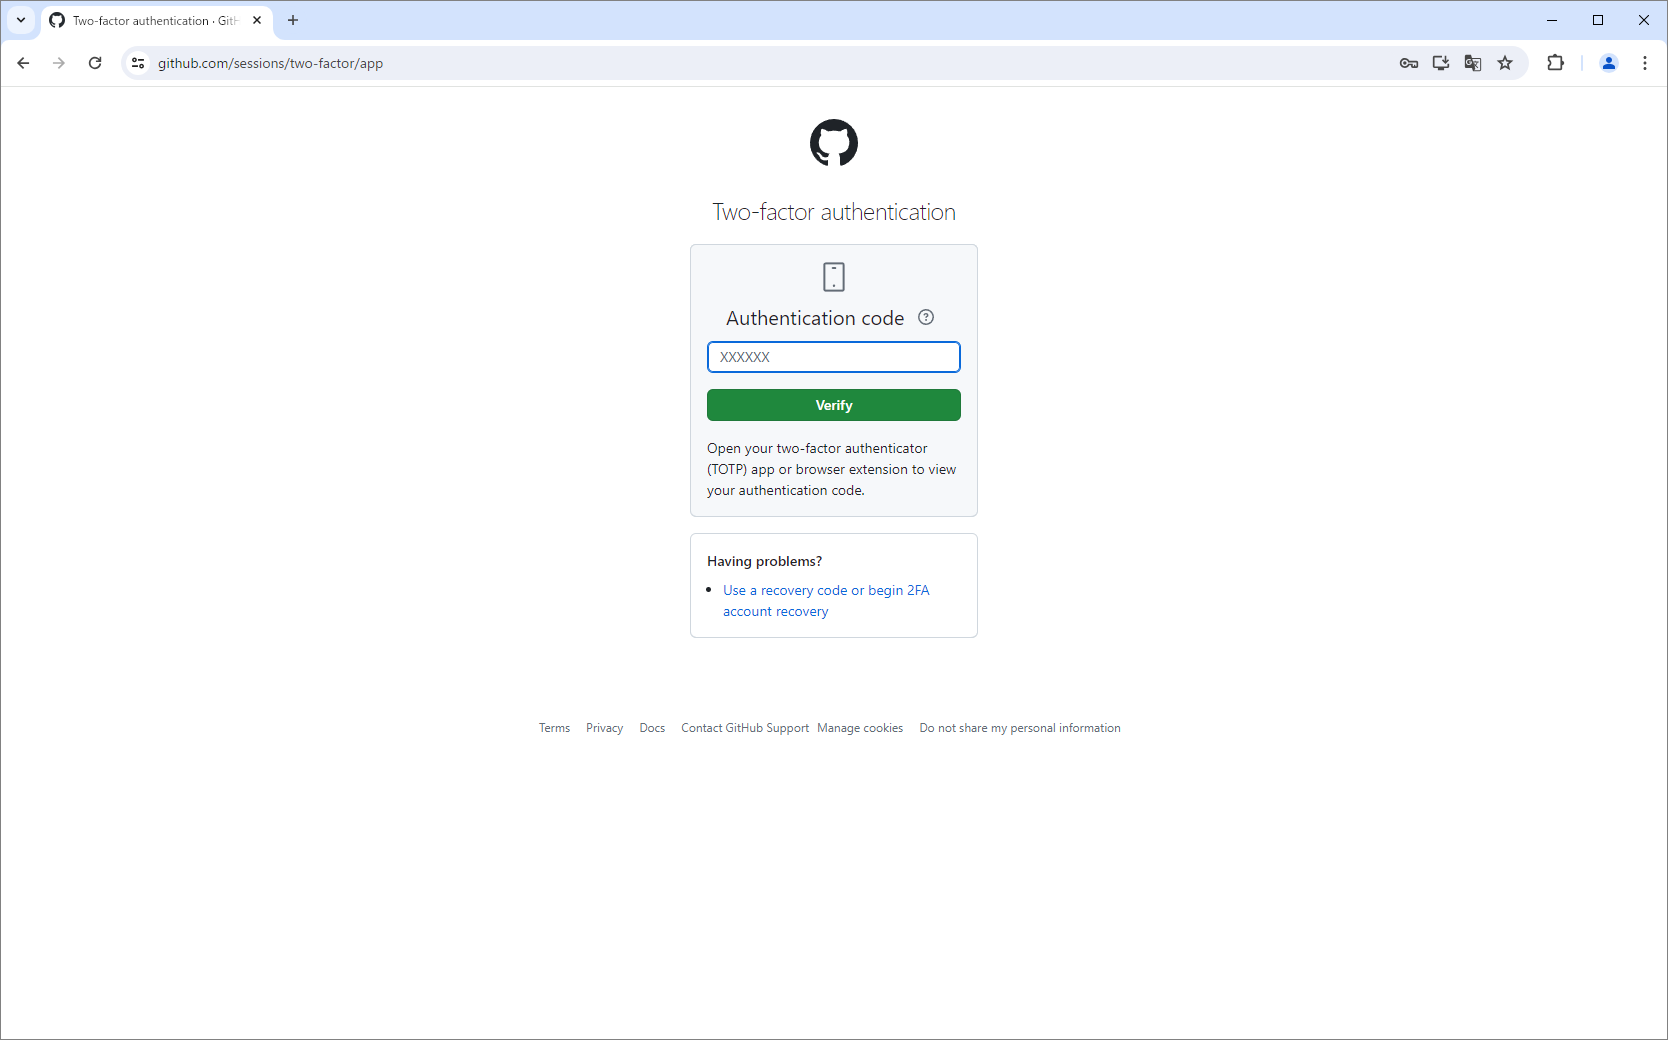 Two-factor authentication · Git
github.com/sessions/two-factor/app
Two-factor authentication
Authentication code
XXXXXX
Verify
Open your two-factor authenticator
(TOTP) app or browser extension to view
your authentication code.
Having problems?
Use a recovery code or begin 2FA
account recovery
Terms Privacy Docs Contact GitHub Support Manage cookies Do not share my personal information